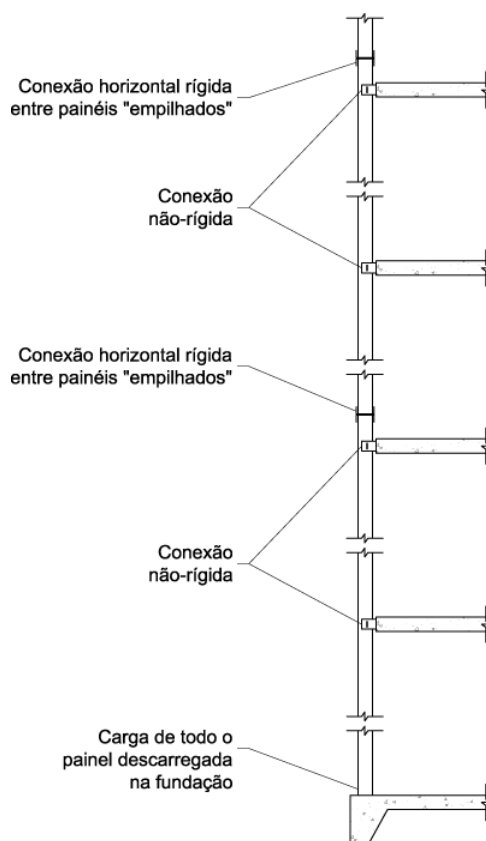 Conexão horizontal rígida
entre painéis "empilhados"
Conexão
não-rígida
Conexão horizontal rígida
entre painéis "empilhados"
Conexão
não-rígida
Carga de todo o
painel descarregada
na fundação